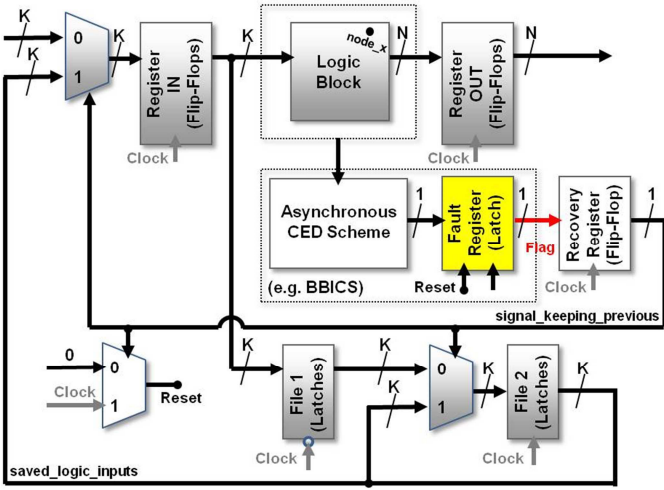 K
K
0
1
K
Register
IN
(Flip-Flops)
Clock
K
node_x
Logic
Block
N
Register
OUT
(Flip-Flops)
Clock
N
Asynchronous
CED Scheme
(e.g. BBICS)
1
Fault
Register
(Latch)
Reset
1
Flag
Recovery
Register
(Flip-Flop)
Clock
1
signal_keeping_previous
0
Clock
0
1
Reset
K
File 1
(Latches)
Clock
K
K
0
1
K
File 2
(Latches)
Clock
K
saved_logic_inputs